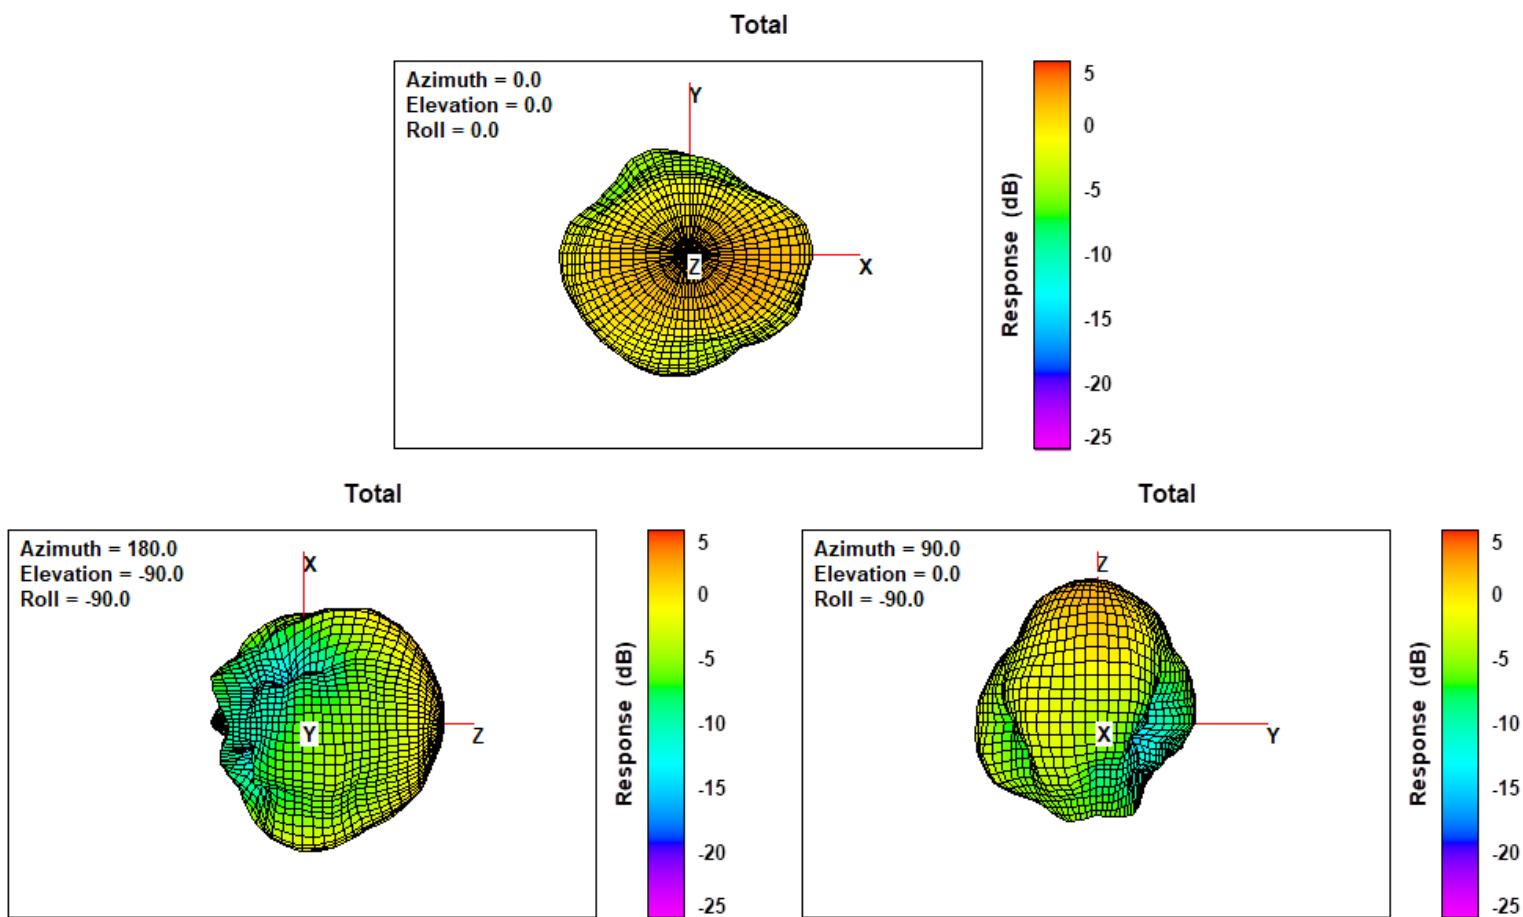 Total
Azimuth = 0.0
Elevation = 0.0
Roll = 0.0
Y
Z
X
Response (dB)
5
0
-5
-10
-15
-20
-25
Total
Azimuth = 180.0
Elevation = -90.0
Roll = -90.0
X
Y
Z
Response (dB)
5
0
-5
-10
-15
-20
-25
Total
Azimuth = 90.0
Elevation = 0.0
Roll = -90.0
Z
X
Y
Response (dB)
5
0
-5
-10
-15
-20
-25